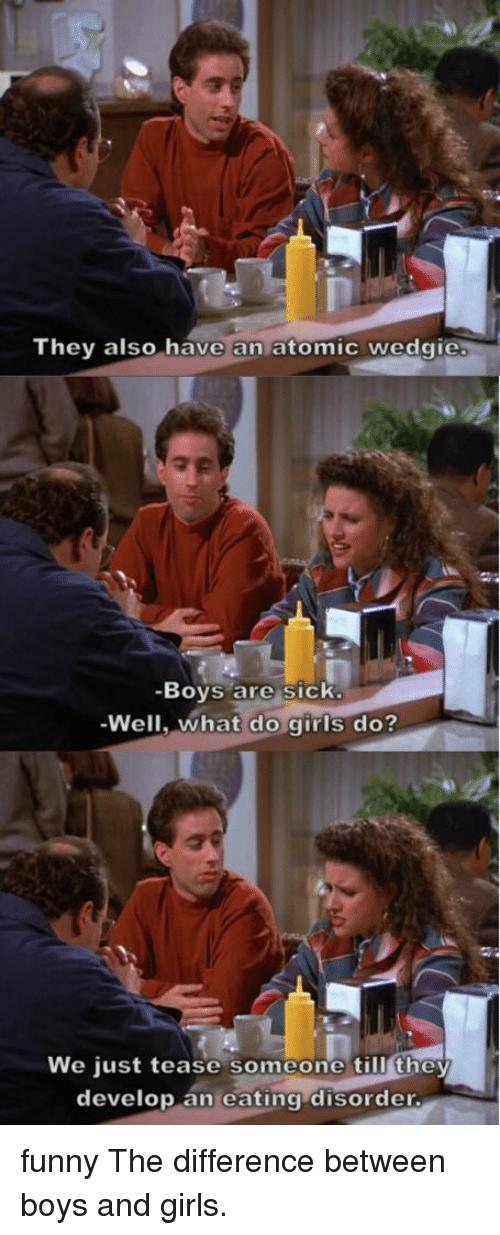 They also have an atomic wedgie.
-Boys are sick.
-Well, what do girls do?
We just tease someone till they
develop an eating disorder.
funny The difference between
boys and girls.